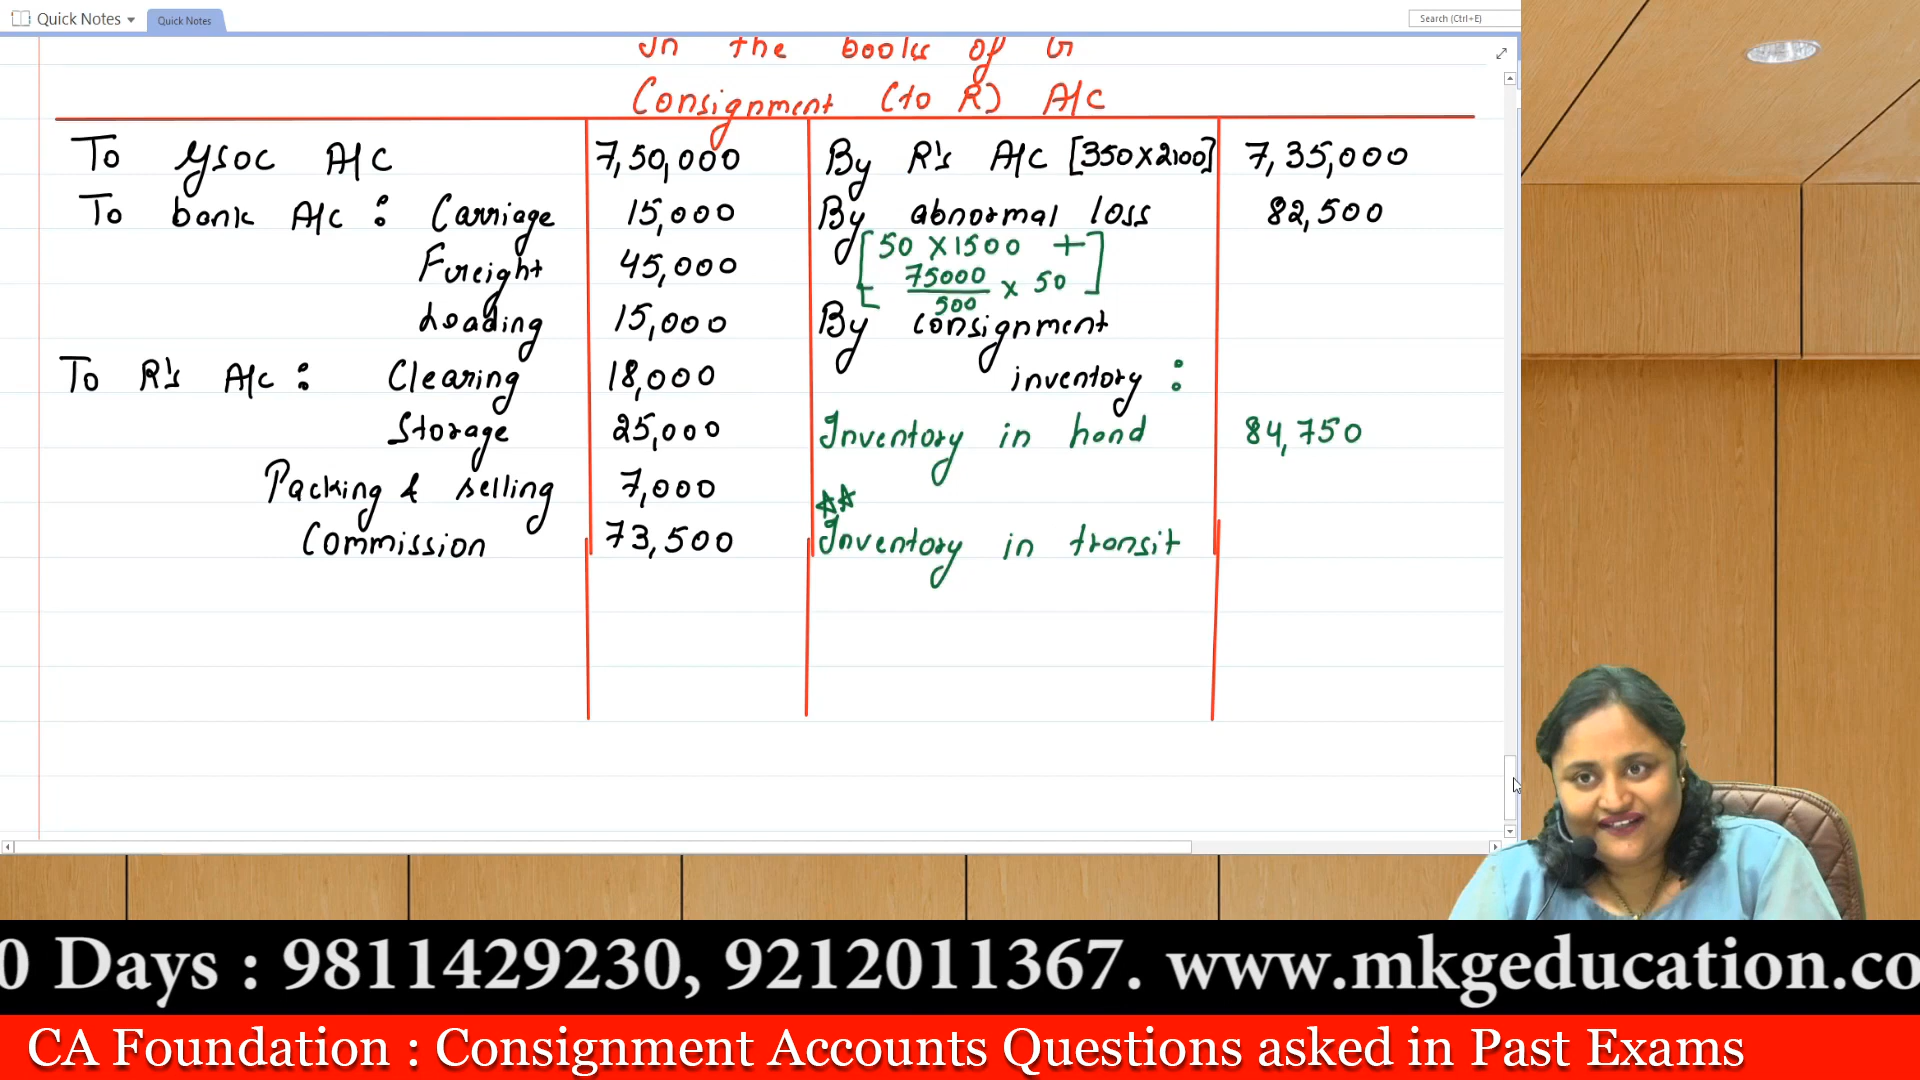 Quick Notes
Quick Notes
Search (Ctrl+E)
In the books of G
Consignment (to R) A/c
To GSOC A/C 7,50,000 By R's A/C [350×2100] 7,35,000
To bank A/C : Carriage 15,000 By abnormal loss 82,500
[50 × 1500 +
Freight 45,000 75000/500 × 50]
Loading 15,000 By consignment
To R's A/C : Clearing 18,000 inventory :
Storage 25,000 Inventory in hand 84,750
Packing & selling 7,000
Commission 73,500 Inventory in transit
0 Days : 9811429230, 9212011367. www.mkgeducation.co
CA Foundation : Consignment Accounts Questions asked in Past Exams